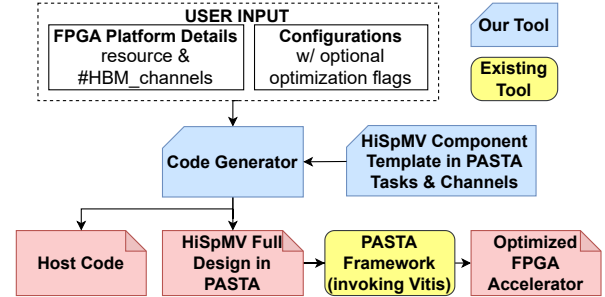 USER INPUT
FPGA Platform Details
resource &
#HBM_channels
Configurations
w/ optional
optimization flags
Our Tool
Existing
Tool
Code Generator
HiSpMV Component
Template in PASTA
Tasks & Channels
Host Code
HiSpMV Full
Design in
PASTA
PASTA
Framework
(invoking Vitis)
Optimized
FPGA
Accelerator